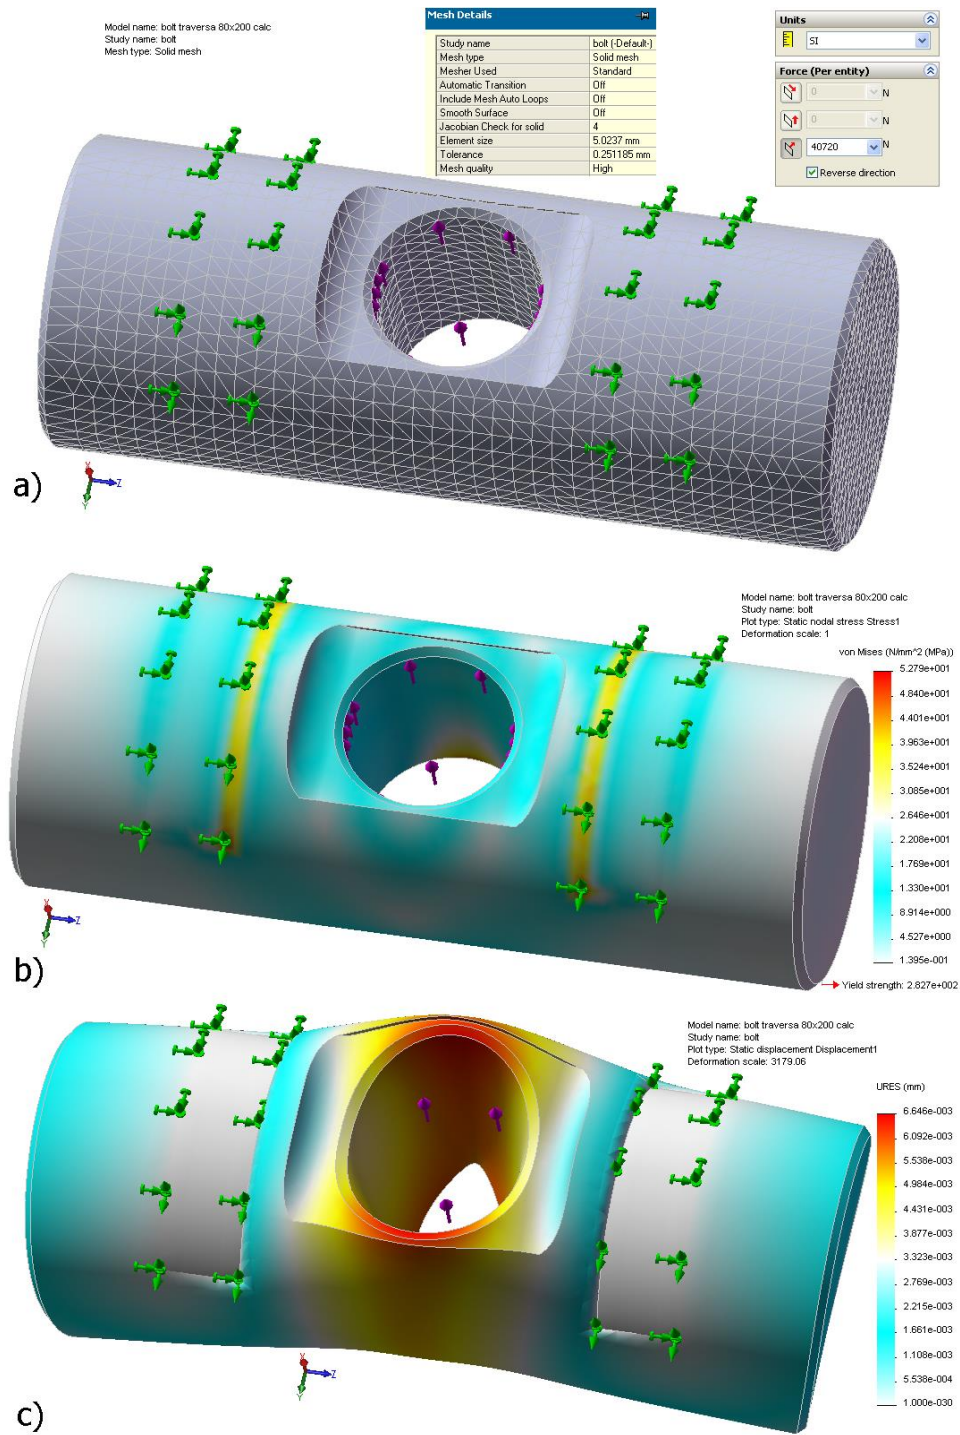 Model name: bolt traversa 80x200 calc
Study name: bolt
Mesh type: Solid mesh
Mesh Details
Study name bolt (-Default-)
Mesh type Solid mesh
Mesher Used Standard
Automatic Transition Off
Include Mesh Auto Loops Off
Smooth Surface Off
Jacobian Check for solid 4
Element size 5.0237 mm
Tolerance 0.251185 mm
Mesh quality High
Units
SI
Force (Per entity)
0 N
0 N
40720 N
Reverse direction
X
Z
Y
a)
Model name: bolt traversa 80x200 calc
Study name: bolt
Plot type: Static nodal stress Stress1
Deformation scale: 1
von Mises (N/mm^2 (MPa))
5.279e+001
4.840e+001
4.401e+001
3.963e+001
3.524e+001
3.085e+001
2.646e+001
2.208e+001
1.769e+001
1.330e+001
8.914e+000
4.527e+000
1.395e-001
Yield strength: 2.827e+002
X
Z
Y
b)
Model name: bolt traversa 80x200 calc
Study name: bolt
Plot type: Static displacement Displacement1
Deformation scale: 3179.06
URES (mm)
6.646e-003
6.092e-003
5.538e-003
4.984e-003
4.431e-003
3.877e-003
3.323e-003
2.769e-003
2.215e-003
1.661e-003
1.108e-003
5.538e-004
1.000e-030
X
Z
Y
c)